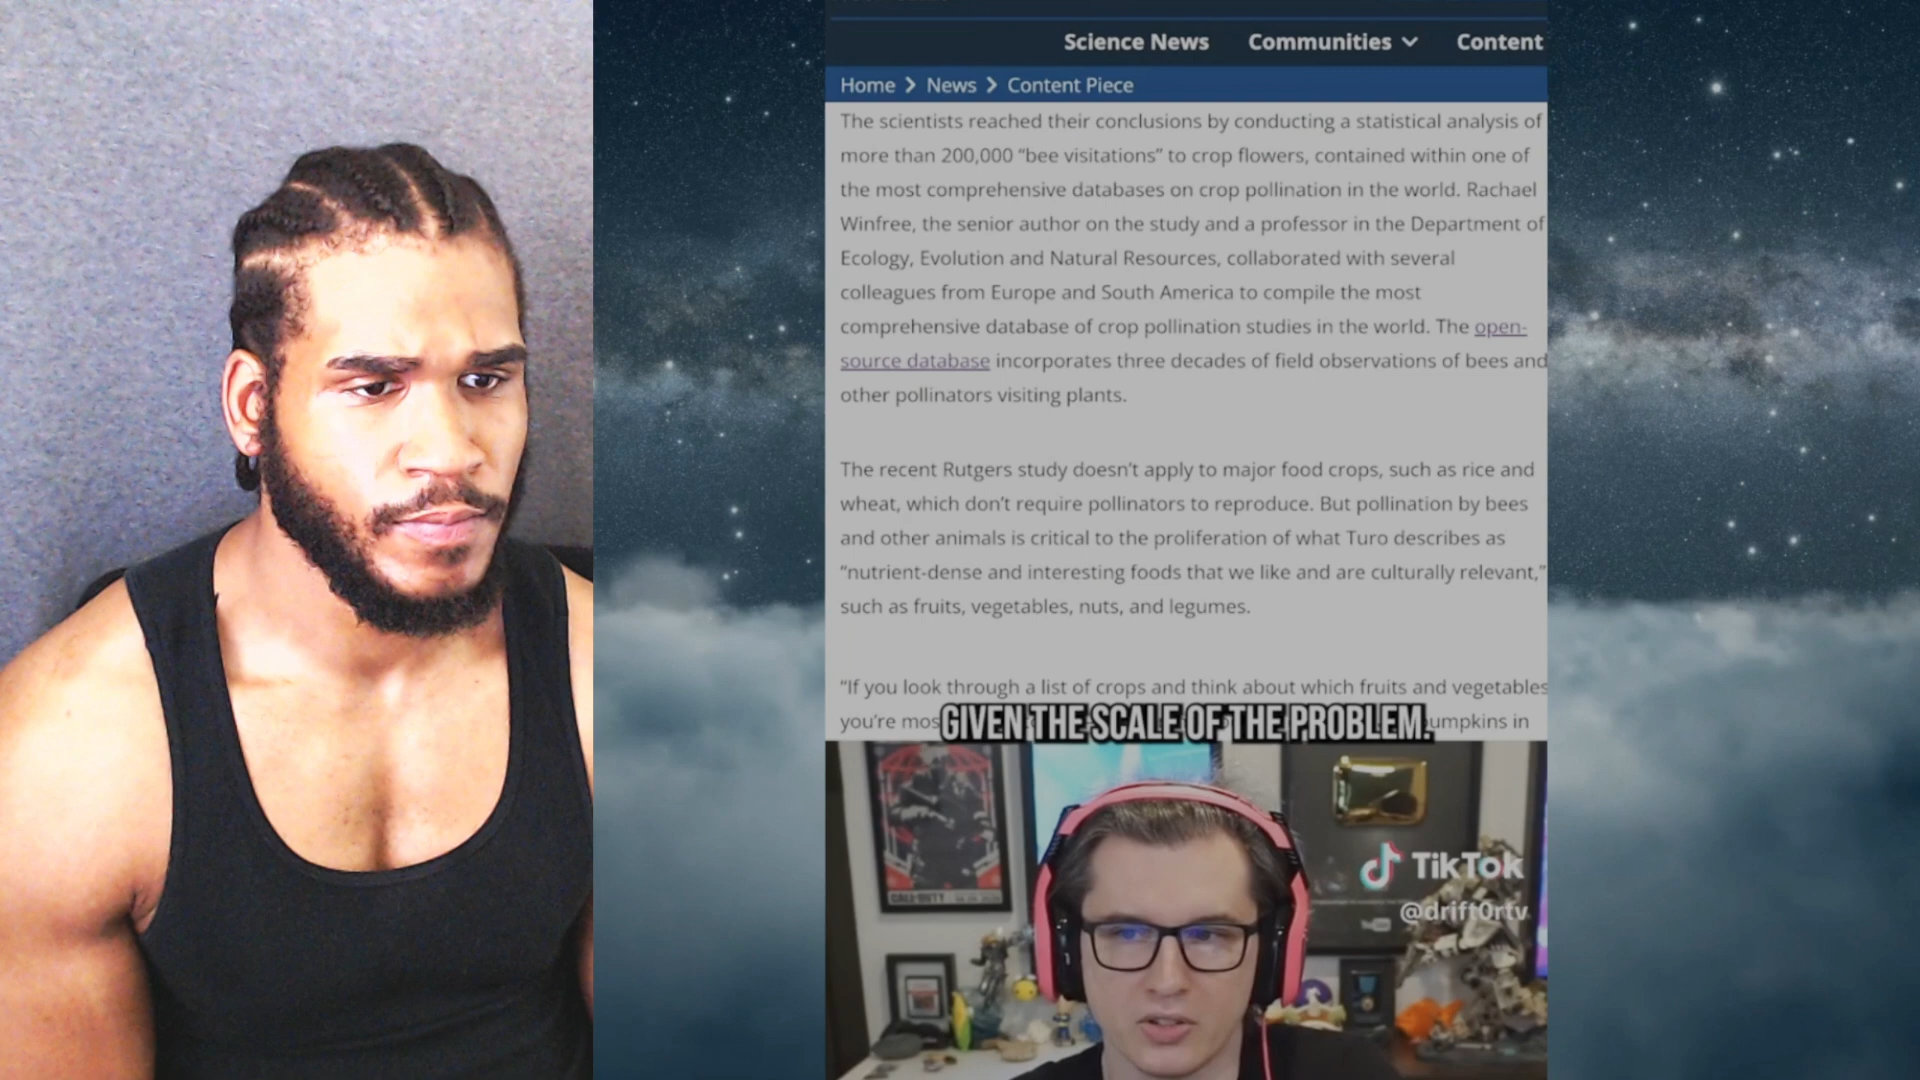 Science News
Communities
Content
Home
News
Content Piece
The scientists reached their conclusions by conducting a statistical analysis of
more than 200,000 “bee visitations” to crop flowers, contained within one of
the most comprehensive databases on crop pollination in the world. Rachael
Winfree, the senior author on the study and a professor in the Department of
Ecology, Evolution and Natural Resources, collaborated with several
colleagues from Europe and South America to compile the most
comprehensive database of crop pollination studies in the world. The open-
source database incorporates three decades of field observations of bees and
other pollinators visiting plants.
The recent Rutgers study doesn’t apply to major food crops, such as rice and
wheat, which don’t require pollinators to reproduce. But pollination by bees
and other animals is critical to the proliferation of what Turo describes as
“nutrient-dense and interesting foods that we like and are culturally relevant,”
such as fruits, vegetables, nuts, and legumes.
“If you look through a list of crops and think about which fruits and vegetables
you’re mos
umpkins in
GIVEN THE SCALE OF THE PROBLEM.
CALL OF DUTY
TikTok
@drift0rtv
YouTube